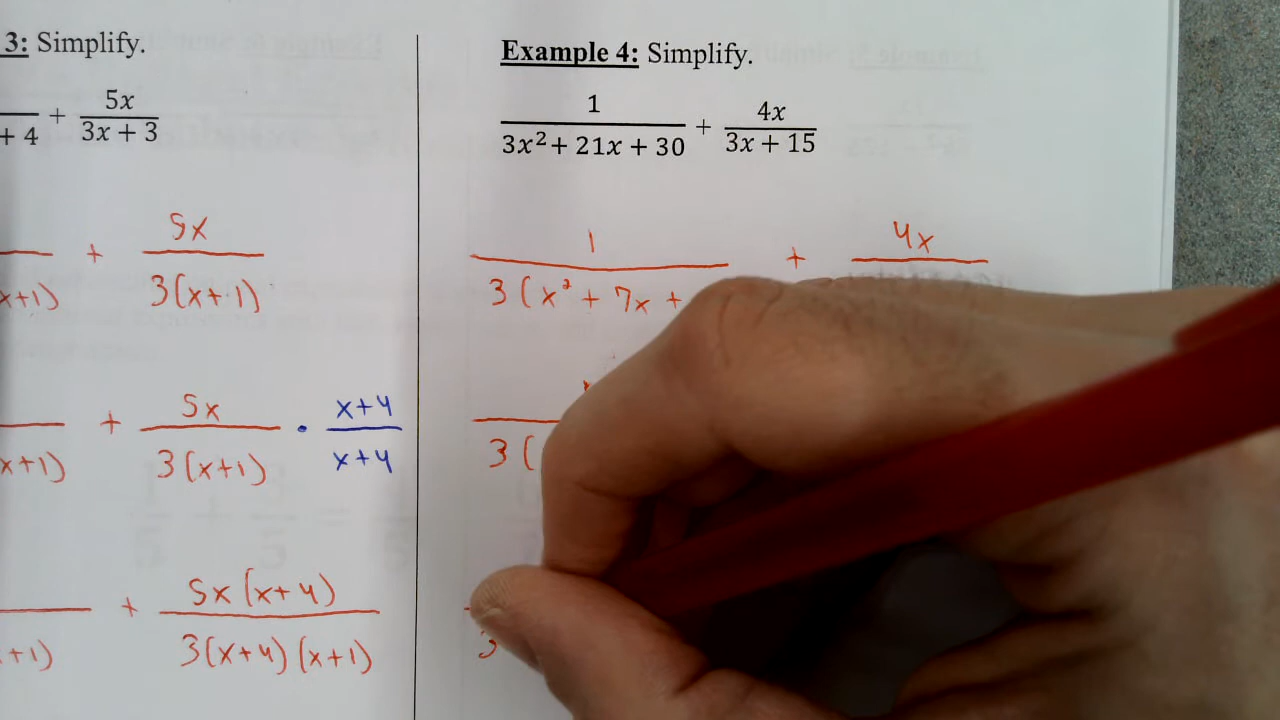 3: Simplify.
5x
+ 4 + 3x + 3
5x
+
x+1) 3(x+1)
5x x+4
+ ·
x+1) 3(x+1) x+4
5x(x+4)
+
+1) 3(x+4)(x+1)
Example 4: Simplify.
1 4x
+
3x² + 21x + 30 3x + 15
1 4x
+
3(x² + 7x +
3(
3